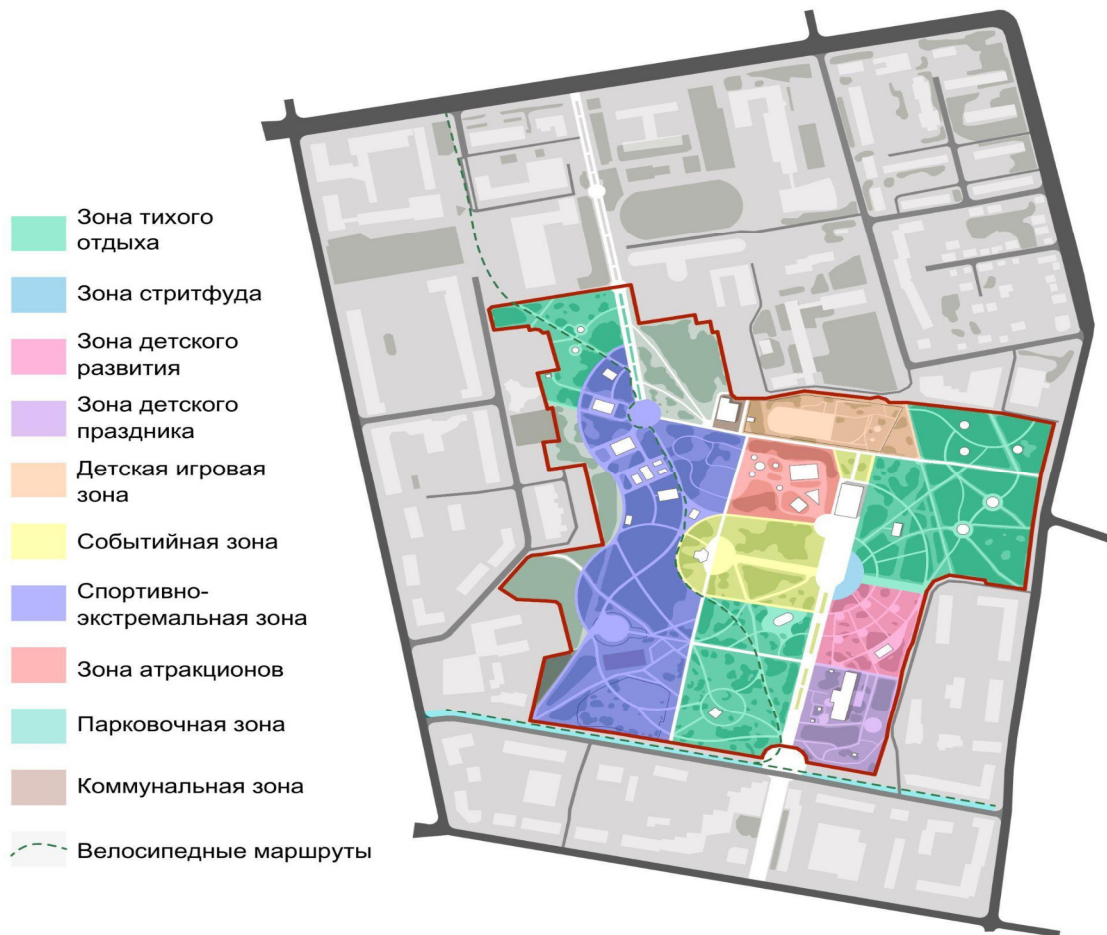 Зона тихого
отдыха
Зона стритфуда
Зона детского
развития
Зона детского
праздника
Детская игровая
зона
Событийная зона
Спортивно-
экстремальная зона
Зона атракционов
Парковочная зона
Коммунальная зона
Велосипедные маршруты